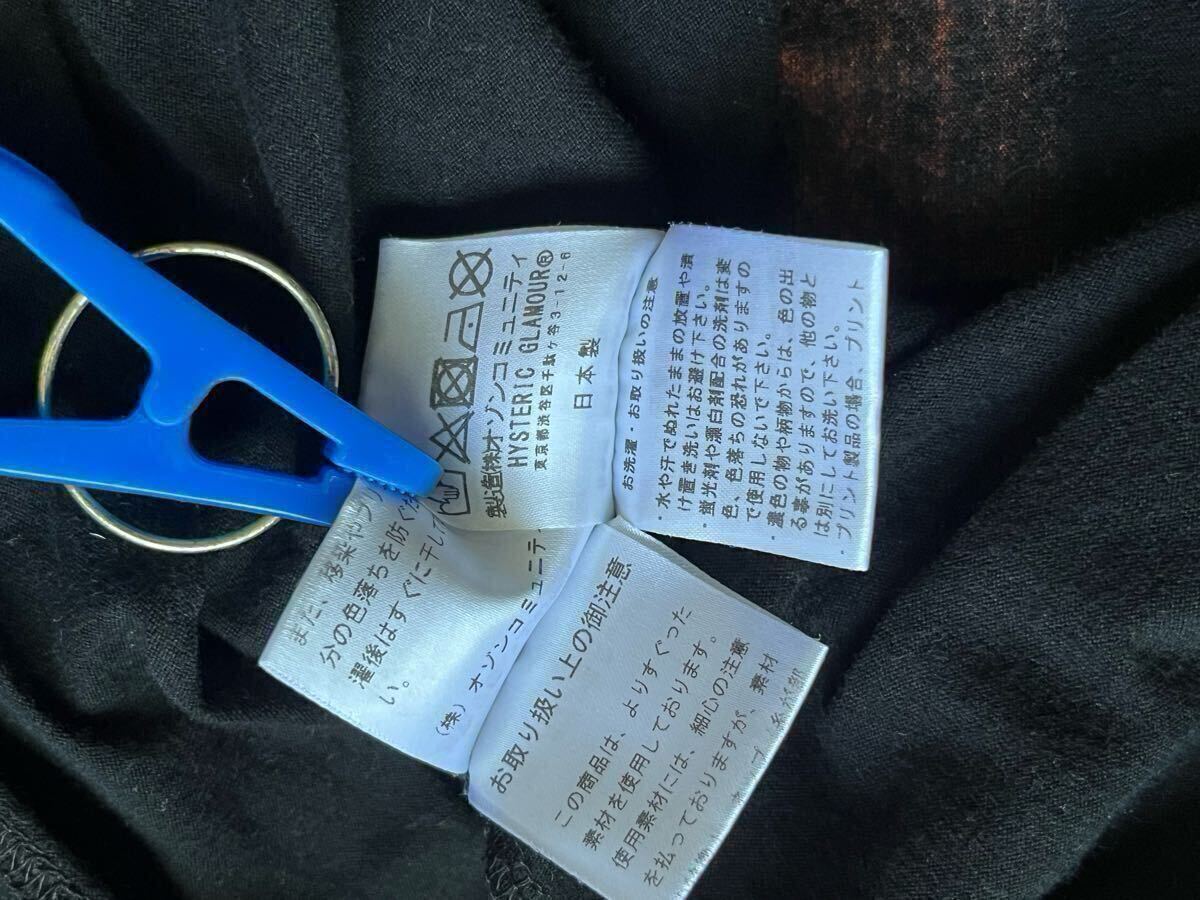 製造(株)オゾンコミュニティ
HYSTERIC GLAMOUR®
東京都渋谷区千駄ケ谷3-12-6
日本製
お洗濯・お取り扱いの注意
・水や汗でぬれたままの放置や漬
け置き洗いはお避け下さい。
・蛍光剤や漂白剤配合の洗剤は変
色、色落ちの恐れがありますの
で使用しないで下さい。
濃色の物や柄物からは、色の出
る事がありますので、他の物と
は別にしてお洗い下さい。
・プリント製品の場合、プリント
また、
分の色落ちを防ぐ
濯後はすぐに干し
い。
(株)オゾンコミュニテ
お取り扱い上の御注意
この商品は、よりすぐった
素材を使用しております。
使用素材には、細心の注意
を払っておりますが、素材